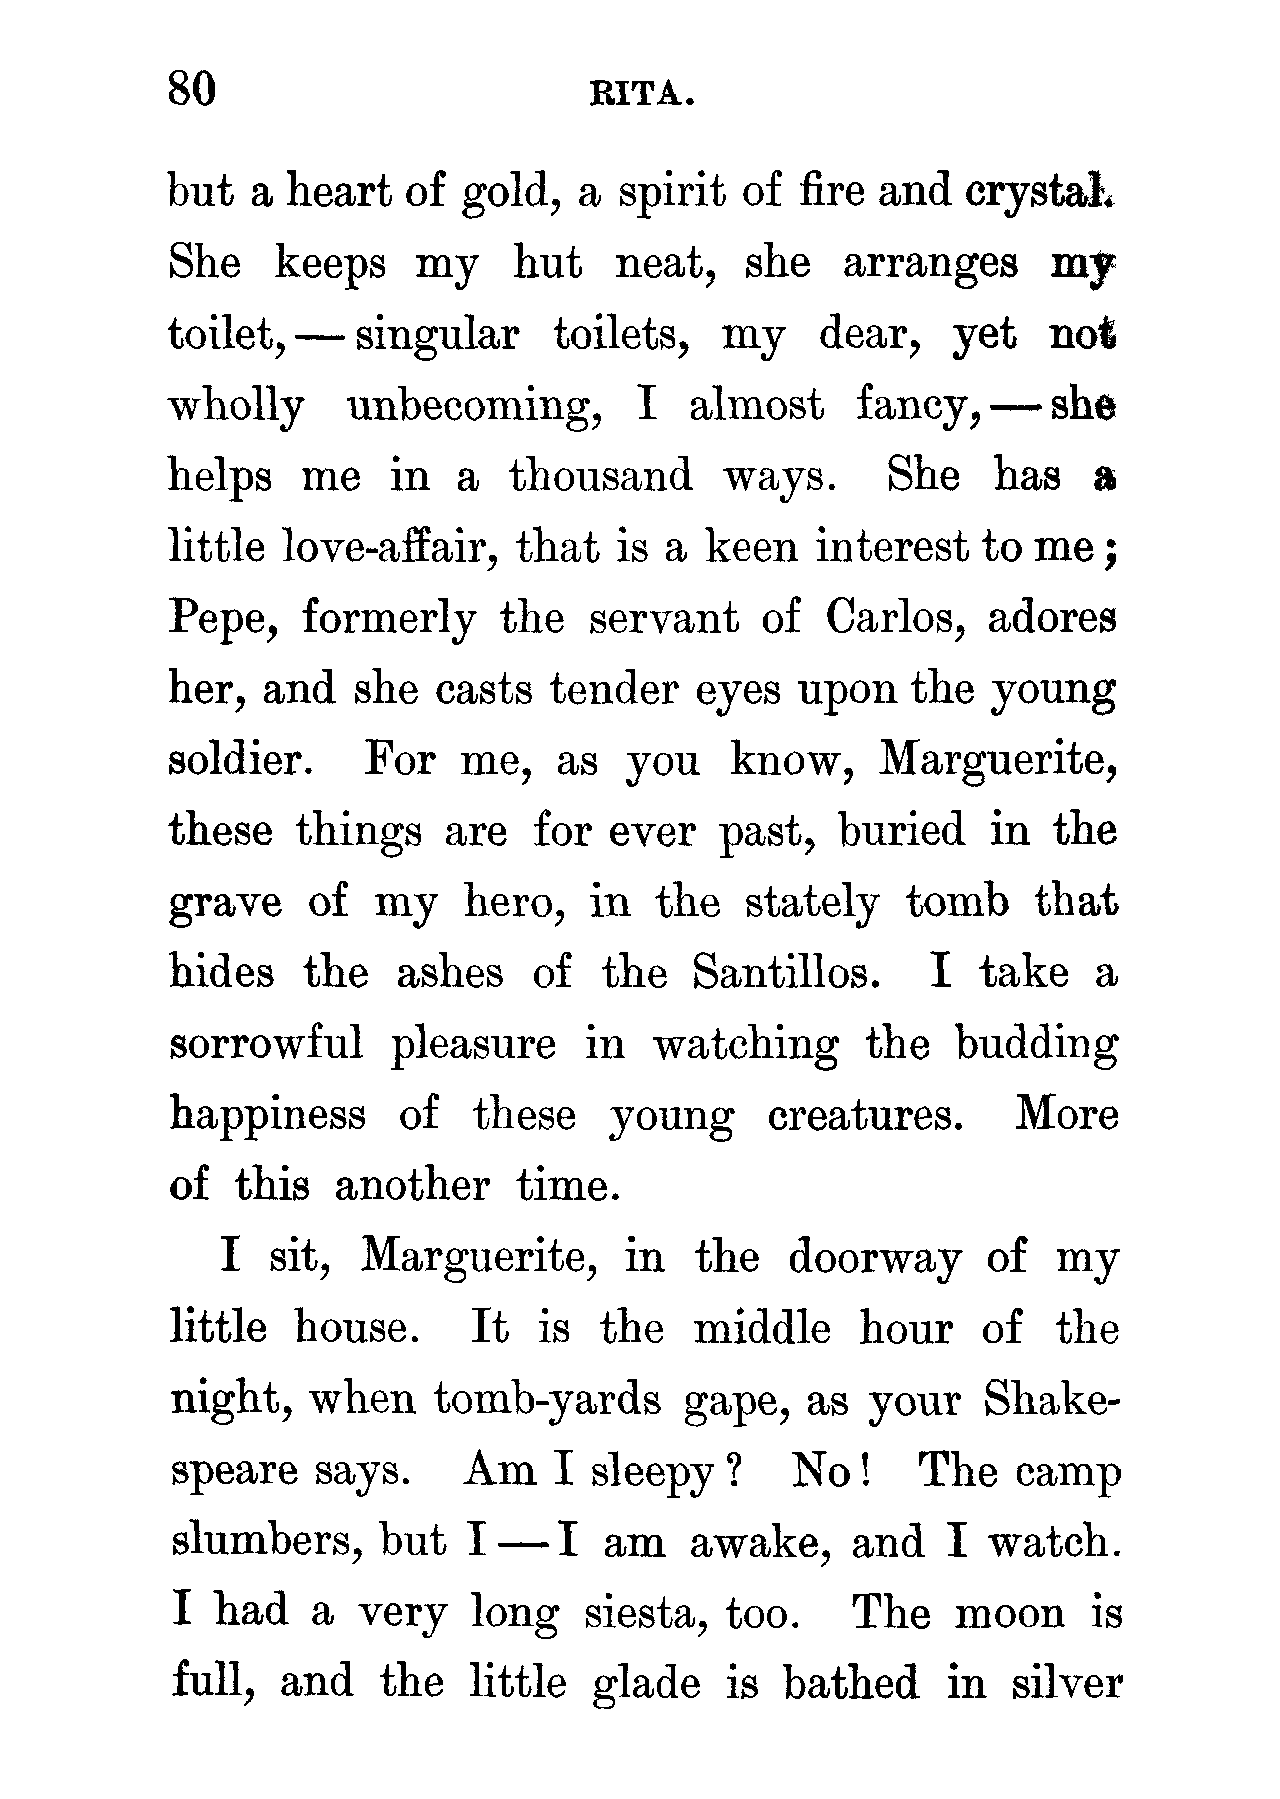 80 RITA.
but a heart of gold, a spirit of fire and crystal.
She keeps my hut neat, she arranges my
toilet, — singular toilets, my dear, yet not
wholly unbecoming, I almost fancy, — she
helps me in a thousand ways. She has a
little love-affair, that is a keen interest to me;
Pepe, formerly the servant of Carlos, adores
her, and she casts tender eyes upon the young
soldier. For me, as you know, Marguerite,
these things are for ever past, buried in the
grave of my hero, in the stately tomb that
hides the ashes of the Santillos. I take a
sorrowful pleasure in watching the budding
happiness of these young creatures. More
of this another time.
I sit, Marguerite, in the doorway of my
little house. It is the middle hour of the
night, when tomb-yards gape, as your Shake-
speare says. Am I sleepy? No! The camp
slumbers, but I — I am awake, and I watch.
I had a very long siesta, too. The moon is
full, and the little glade is bathed in silver